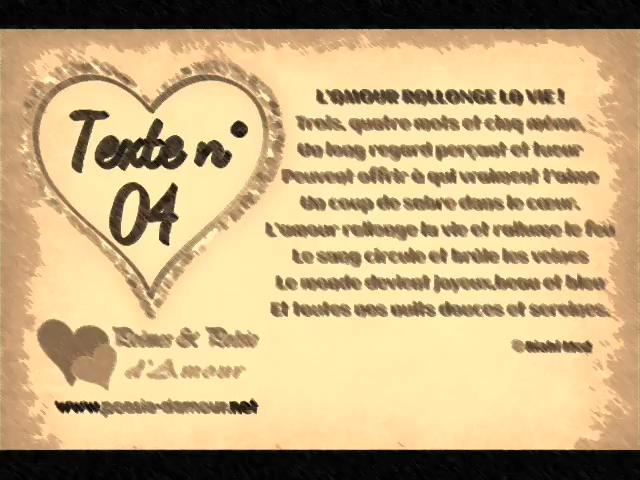 Texte n°
04
L'AMOUR RALLONGE LA VIE !
Trois, quatre mots et cinq même,
Un long regard perçant et tueur
Peuvent offrir à qui vraiment t'aime
Un coup de sabre dans le cœur.
L'amour rallonge la vie et rallume le feu
Le sang circule et brûle les veines
Le monde devient joyeux,beau et bleu
Et toutes nos nuits douces et sereines.
©
& 
d'Amour
www.poesie-damour.net